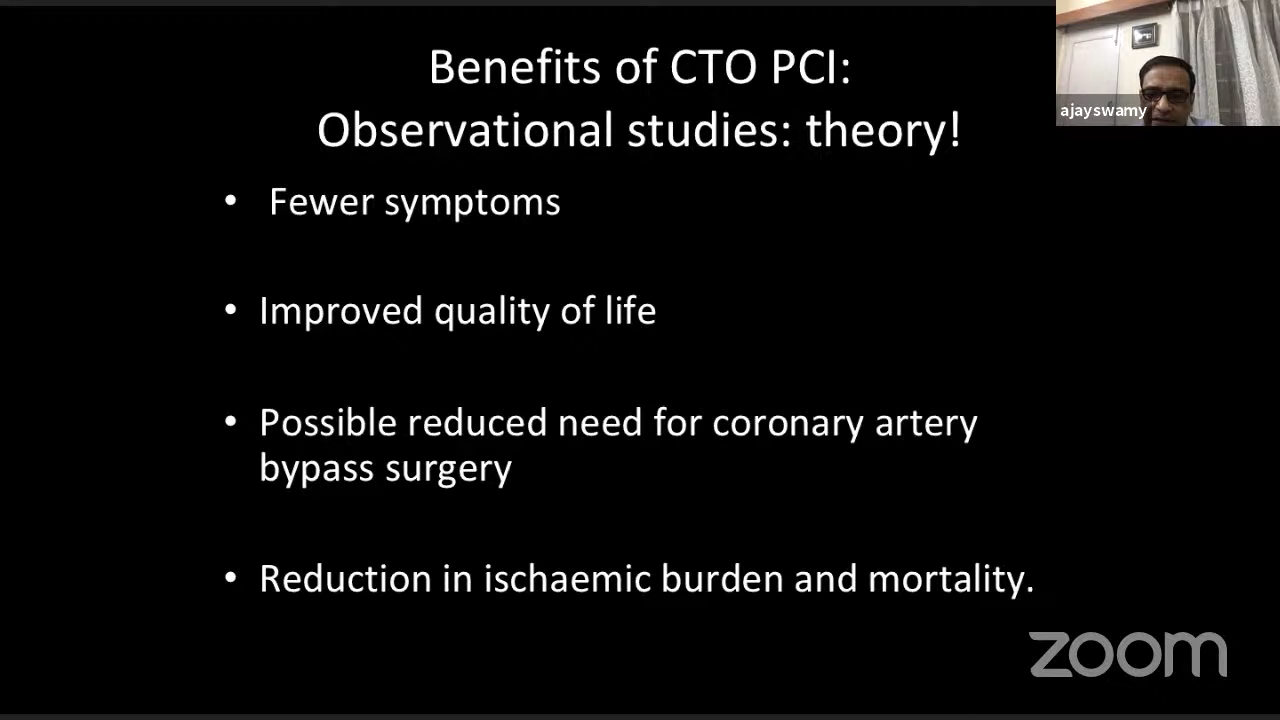 Benefits of CTO PCI:
Observational studies: theory!
ajayswamy
• Fewer symptoms
• Improved quality of life
• Possible reduced need for coronary artery
bypass surgery
• Reduction in ischaemic burden and mortality.
zoom